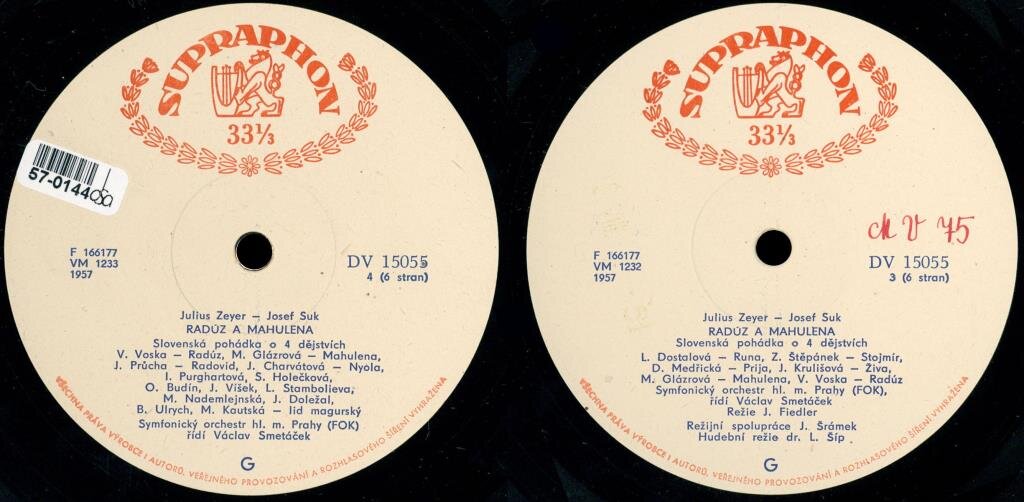 SUPRAPHON
33⅓
57-0144
F 166177
VM 1233
1957
DV 15055
4 (6 stran)
Julius Zeyer — Josef Suk
RADÚZ A MAHULENA
Slovenská pohádka o 4 dějstvích
V. Voska — Radúz, M. Glázrová — Mahulena,
J. Průcha — Radovid, J. Charvátová — Nyola,
I. Purghartová, S. Holečková,
O. Budín, J. Víšek, L. Stambolieva,
M. Nademlejnská, J. Doležal,
B. Ulrych, M. Kautská — lid magurský
Symfonický orchestr hl. m. Prahy (FOK)
řídí Václav Smetáček
G
VŠECHNA PRÁVA VÝROBCE I AUTORŮ, VEŘEJNÉHO PROVOZOVÁNÍ A ROZHLASOVÉHO ŠÍŘENÍ VYHRAŽENA
SUPRAPHON
33⅓
F 166177
VM 1232
1957
V 75
DV 15055
3 (6 stran)
Julius Zeyer — Josef Suk
RADÚZ A MAHULENA
Slovenská pohádka o 4 dějstvích
L. Dostalová — Runa, Z. Štěpánek — Stojmír,
D. Medřická — Prija, J. Krulišová — Živa,
M. Glázrová — Mahulena, V. Voska — Radúz
Symfonický orchestr hl. m. Prahy (FOK),
řídí Václav Smetáček
Režie J. Fiedler
Režijní spolupráce J. Šrámek
Hudební režie dr. L. Šíp
G
VŠECHNA PRÁVA VÝROBCE I AUTORŮ, VEŘEJNÉHO PROVOZOVÁNÍ A ROZHLASOVÉHO ŠÍŘENÍ VYHRAŽENA